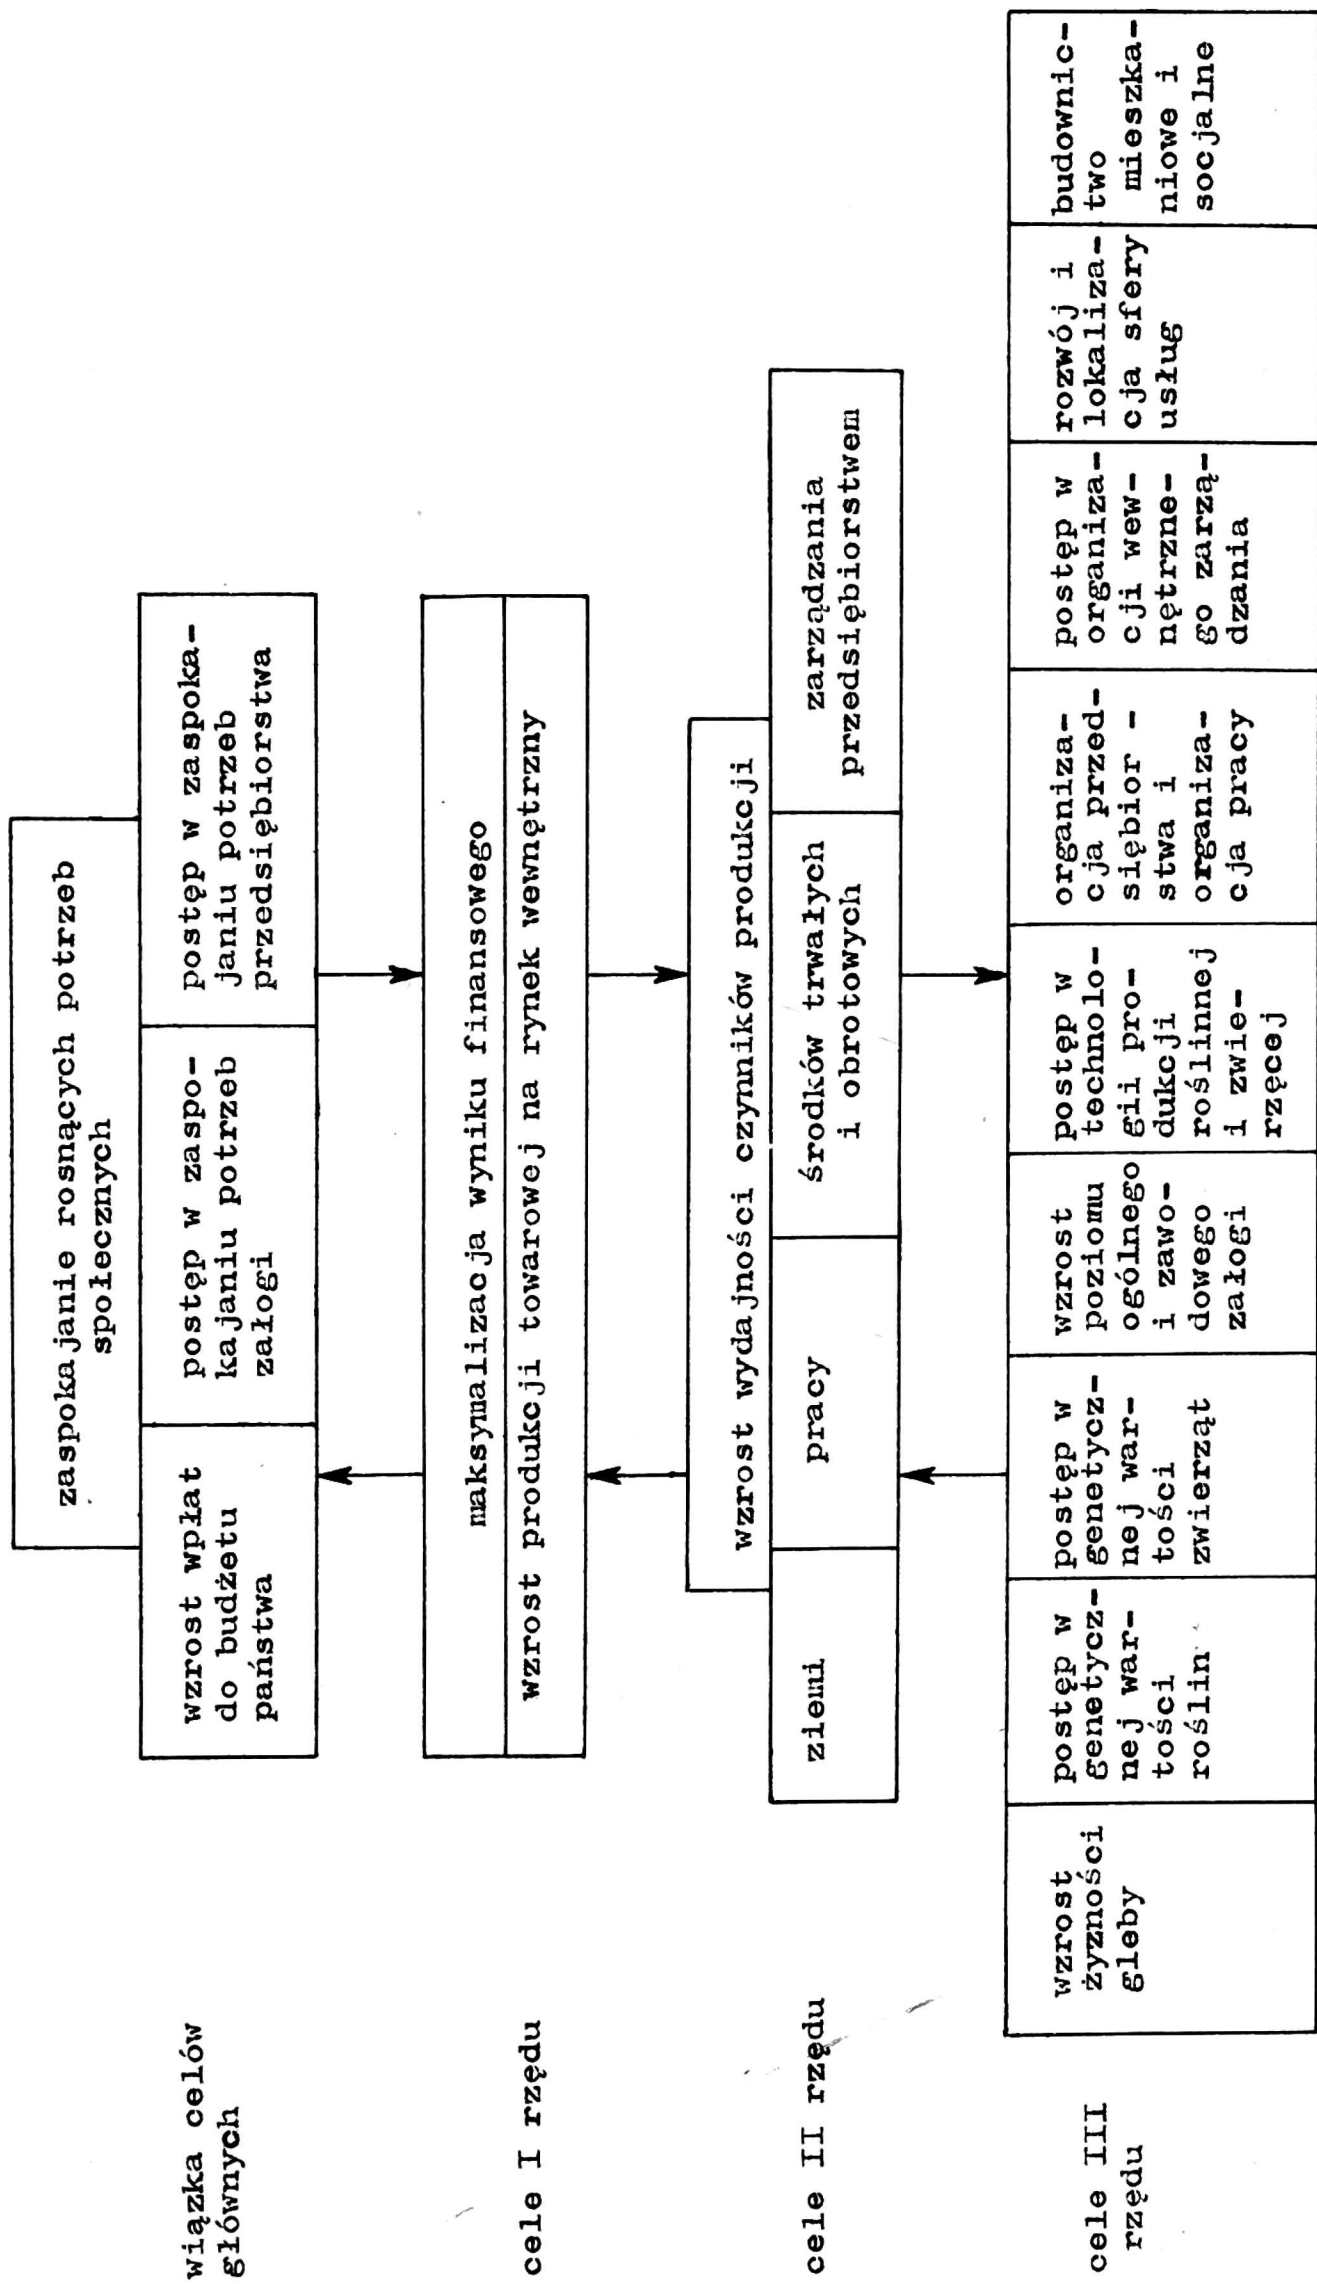 wiązka celów
głównych
zaspokajanie rosnących potrzeb
społecznych
wzrost wpłat
do budżetu
państwa
postęp w zaspo-
kajaniu potrzeb
załogi
postęp w zaspoka-
janiu potrzeb
przedsiębiorstwa
cele I rzędu
maksymalizacja wyniku finansowego
wzrost produkcji towarowej na rynek wewnętrzny
cele II rzędu
wzrost wydajności czynników produkcji
ziemi
pracy
środków trwałych
i obrotowych
zarządzania
przedsiębiorstwem
cele III
rzędu
wzrost
żyzności
gleby
postęp w
genetycz-
nej war-
tości
roślin
postęp w
genetycz-
nej war-
tości
zwierząt
wzrost
poziomu
ogólnego
i zawo-
dowego
załogi
postęp w
technolo-
gii pro-
dukcji
roślinnej
i zwie-
rzęcej
organiza-
cja przed-
siębior -
stwa i
organiza-
cja pracy
postęp w
organiza-
cji wew-
nętrzne-
go zarzą-
dzania
rozwój i
lokaliza-
cja sfery
usług
budownic-
two
mieszka-
niowe i
socjalne